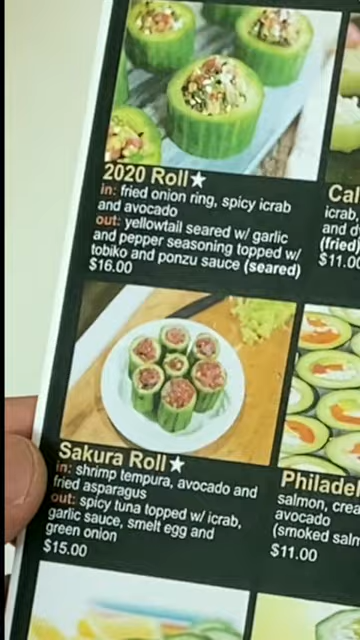 2020 Roll★
in: fried onion ring, spicy icrab
and avocado
out: yellowtail seared w/ garlic
and pepper seasoning topped w/
tobiko and ponzu sauce (seared)
$16.00
Cal
icrab,
and
(fried)
$11.00
Sakura Roll★
in: shrimp tempura, avocado and
fried asparagus
out: spicy tuna topped w/ icrab,
garlic sauce, smelt egg and
green onion
$15.00
Philadel
salmon, crea
avocado
(smoked salm
$11.00